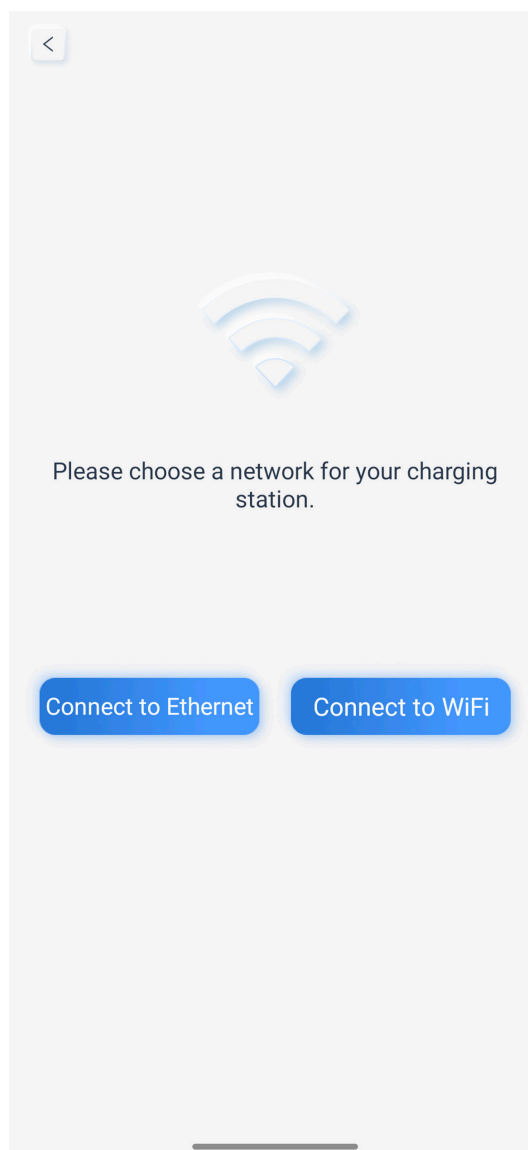 Please choose a network for your charging
station.
Connect to Ethernet
Connect to WiFi